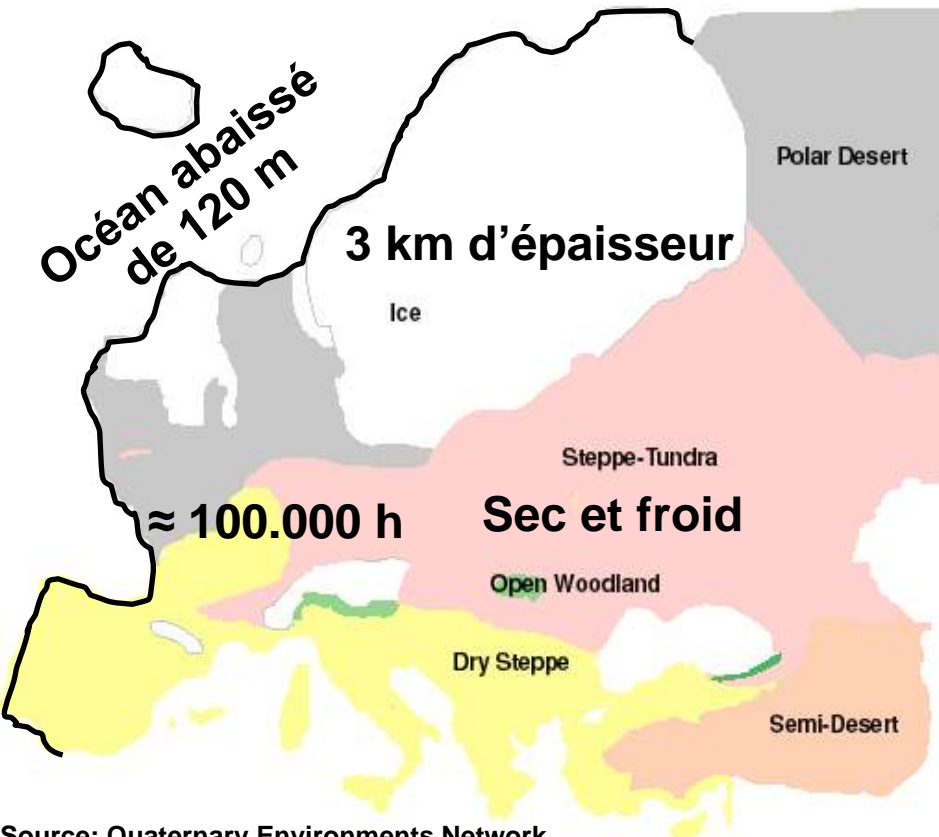 Océan abaissé
de 120 m
Polar Desert
3 km d’épaisseur
Ice
Steppe-Tundra
≈ 100.000 h
Sec et froid
Open Woodland
Dry Steppe
Semi-Desert
Source: Quaternary Environments Network